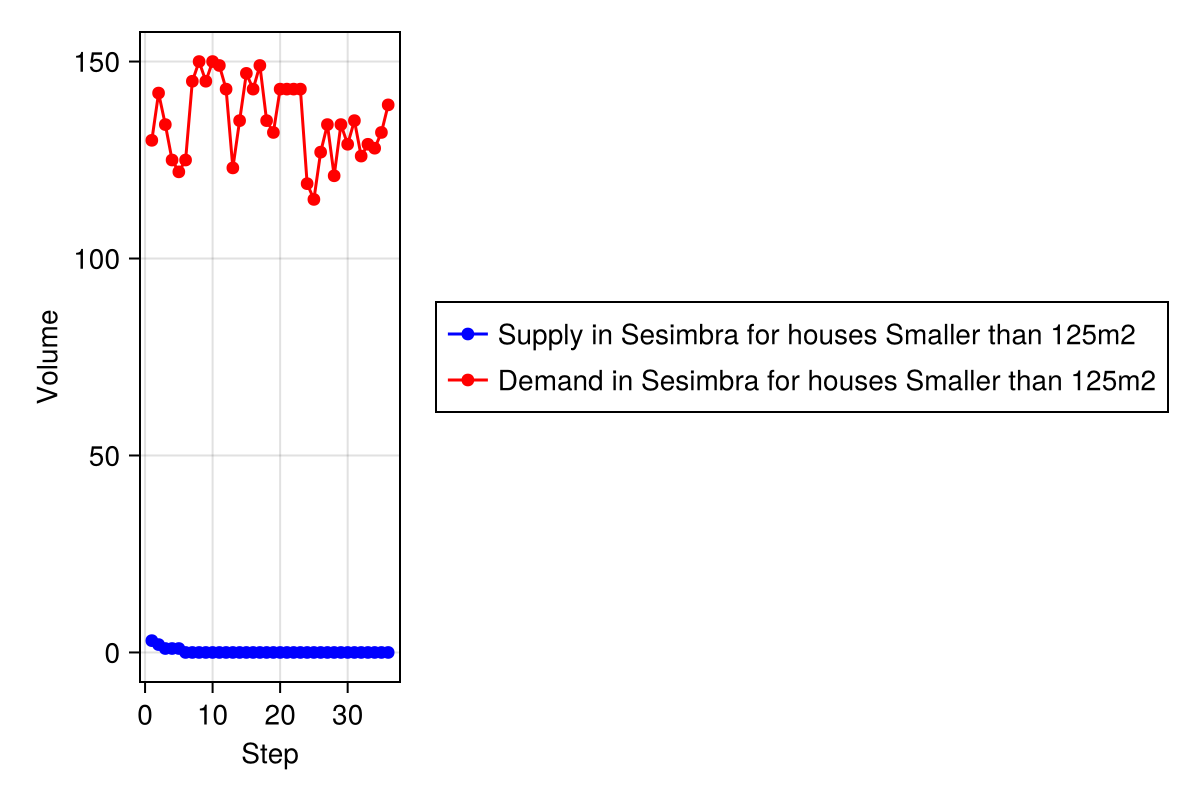 150
100
50
0
Volume
0 10 20 30
Step
Supply in Sesimbra for houses Smaller than 125m2
Demand in Sesimbra for houses Smaller than 125m2